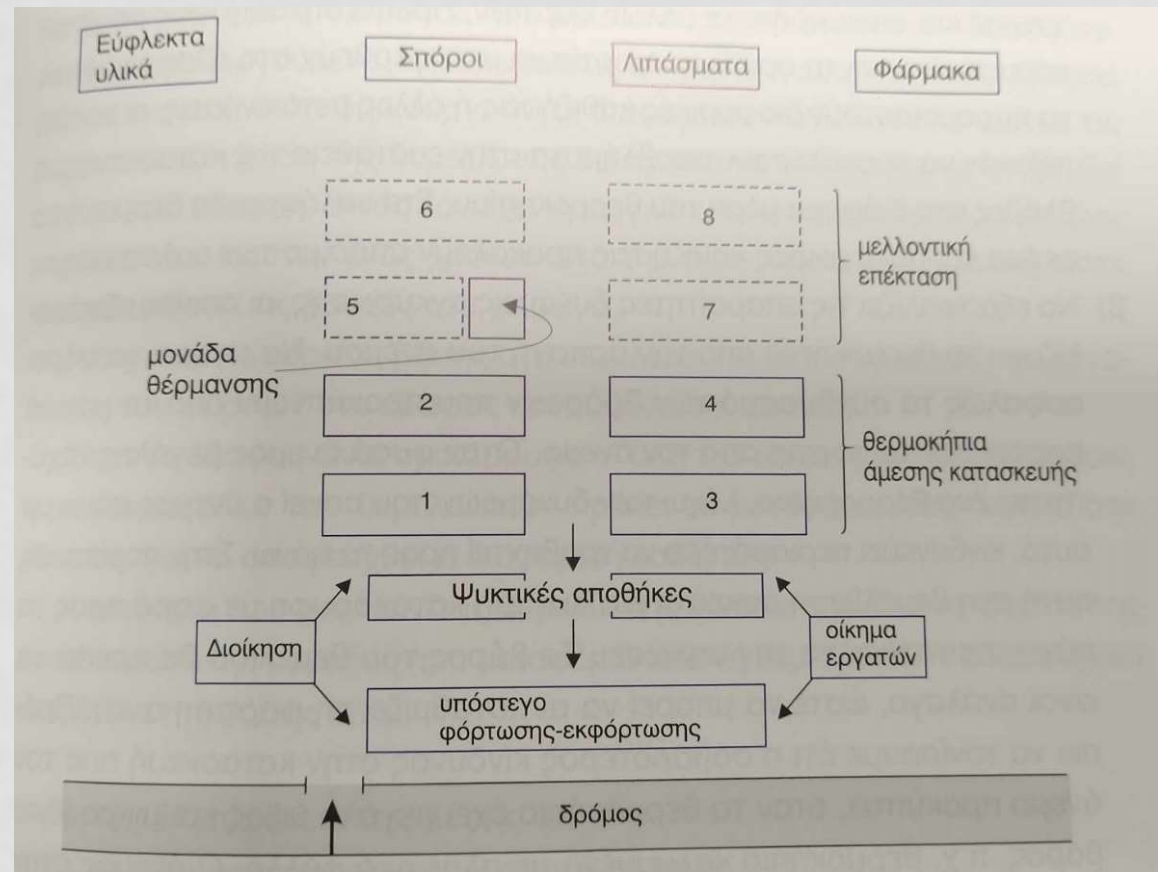 Εύφλεκτα
υλικά
Σπόροι
Λιπάσματα
Φάρμακα
6
8
μελλοντική
επέκταση
5
7
μονάδα
θέρμανσης
2
4
θερμοκήπια
άμεσης κατασκευής
1
3
Ψυκτικές αποθήκες
Διοίκηση
οίκημα
εργατών
υπόστεγο
φόρτωσης-εκφόρτωσης
δρόμος